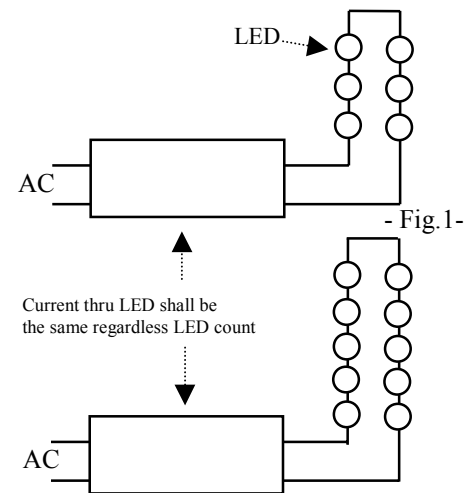 LED
AC
- Fig.1-
Current thru LED shall be
the same regardless LED count
AC